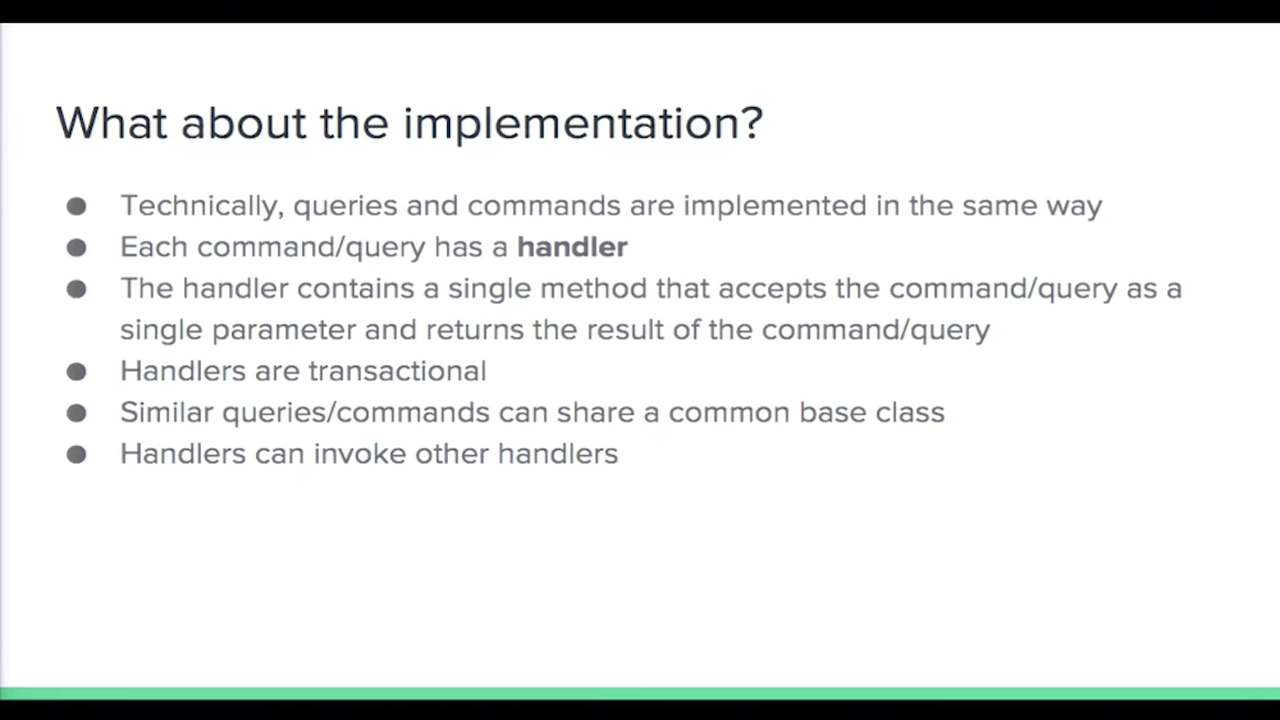 What about the implementation?
● Technically, queries and commands are implemented in the same way
● Each command/query has a handler
● The handler contains a single method that accepts the command/query as a
single parameter and returns the result of the command/query
● Handlers are transactional
● Similar queries/commands can share a common base class
● Handlers can invoke other handlers